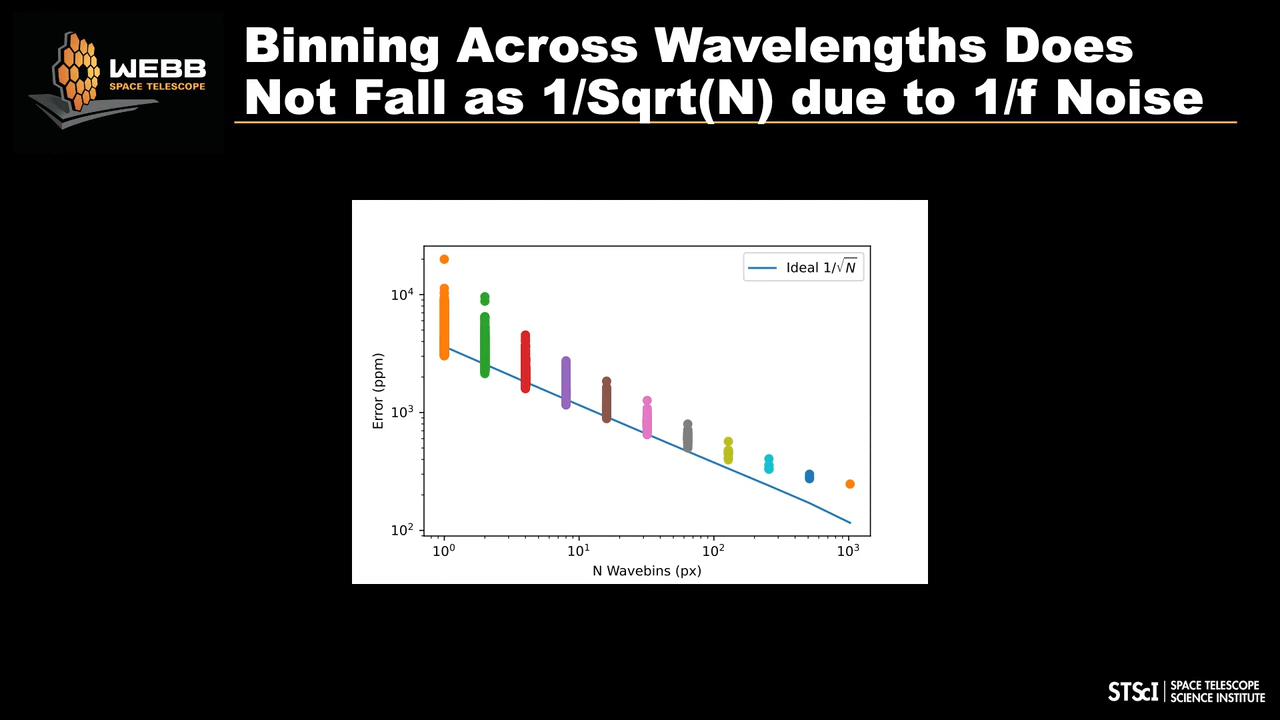 WEBB
SPACE TELESCOPE
Binning Across Wavelengths Does
Not Fall as 1/Sqrt(N) due to 1/f Noise
Ideal 1/√N
10⁴
10³
10²
Error (ppm)
10⁰ 10¹ 10² 10³
N Wavebins (px)
STScI | SPACE TELESCOPE
SCIENCE INSTITUTE